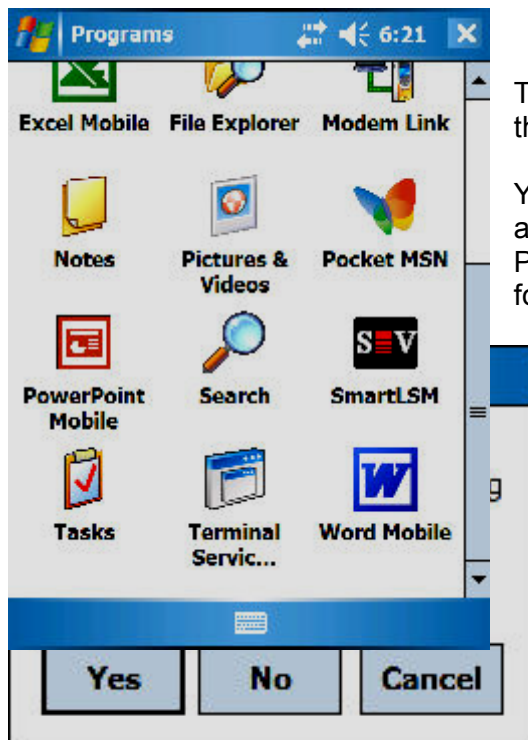 Programs 6:21
Excel Mobile File Explorer Modem Link
Notes Pictures & Videos Pocket MSN
PowerPoint Mobile Search SmartLSM
SV
Tasks Terminal Servic... Word Mobile
W
Yes No Cancel